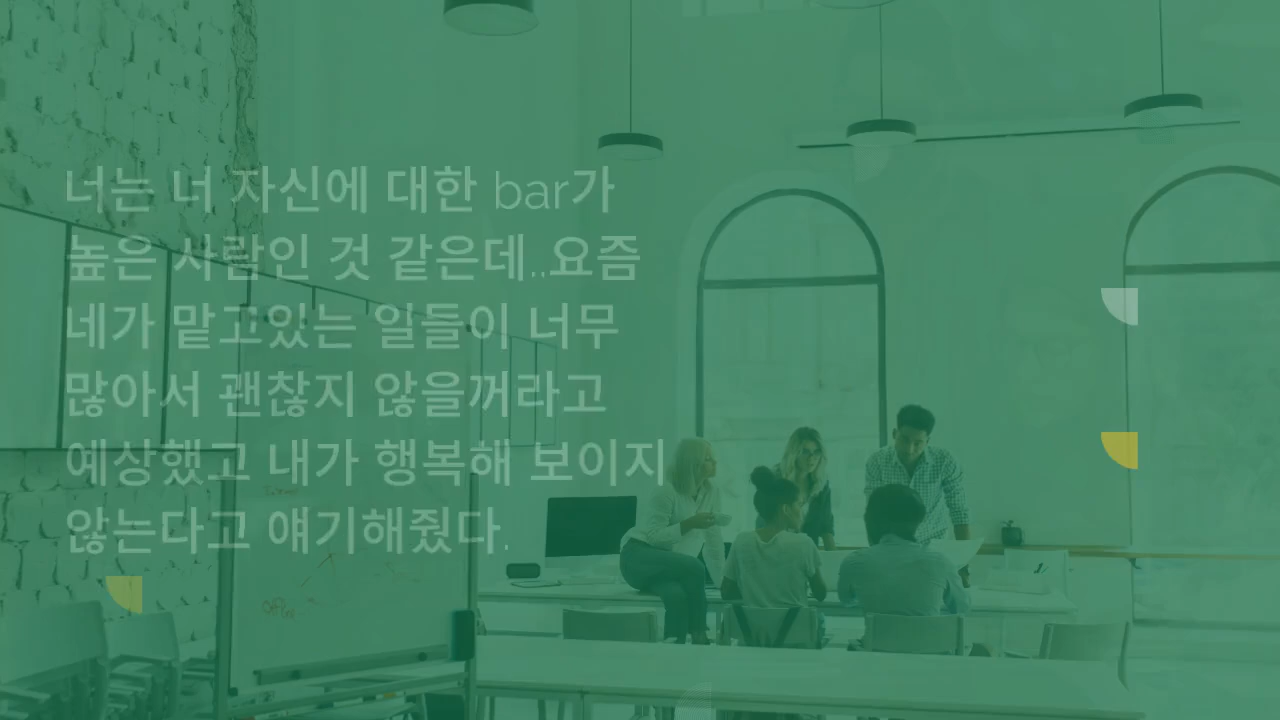 너는 너 자신에 대한 bar가
높은 사람인 것 같은데..요즘
네가 맡고있는 일들이 너무
많아서 괜찮지 않을꺼라고
예상했고 내가 행복해 보이지
않는다고 얘기해줬다.